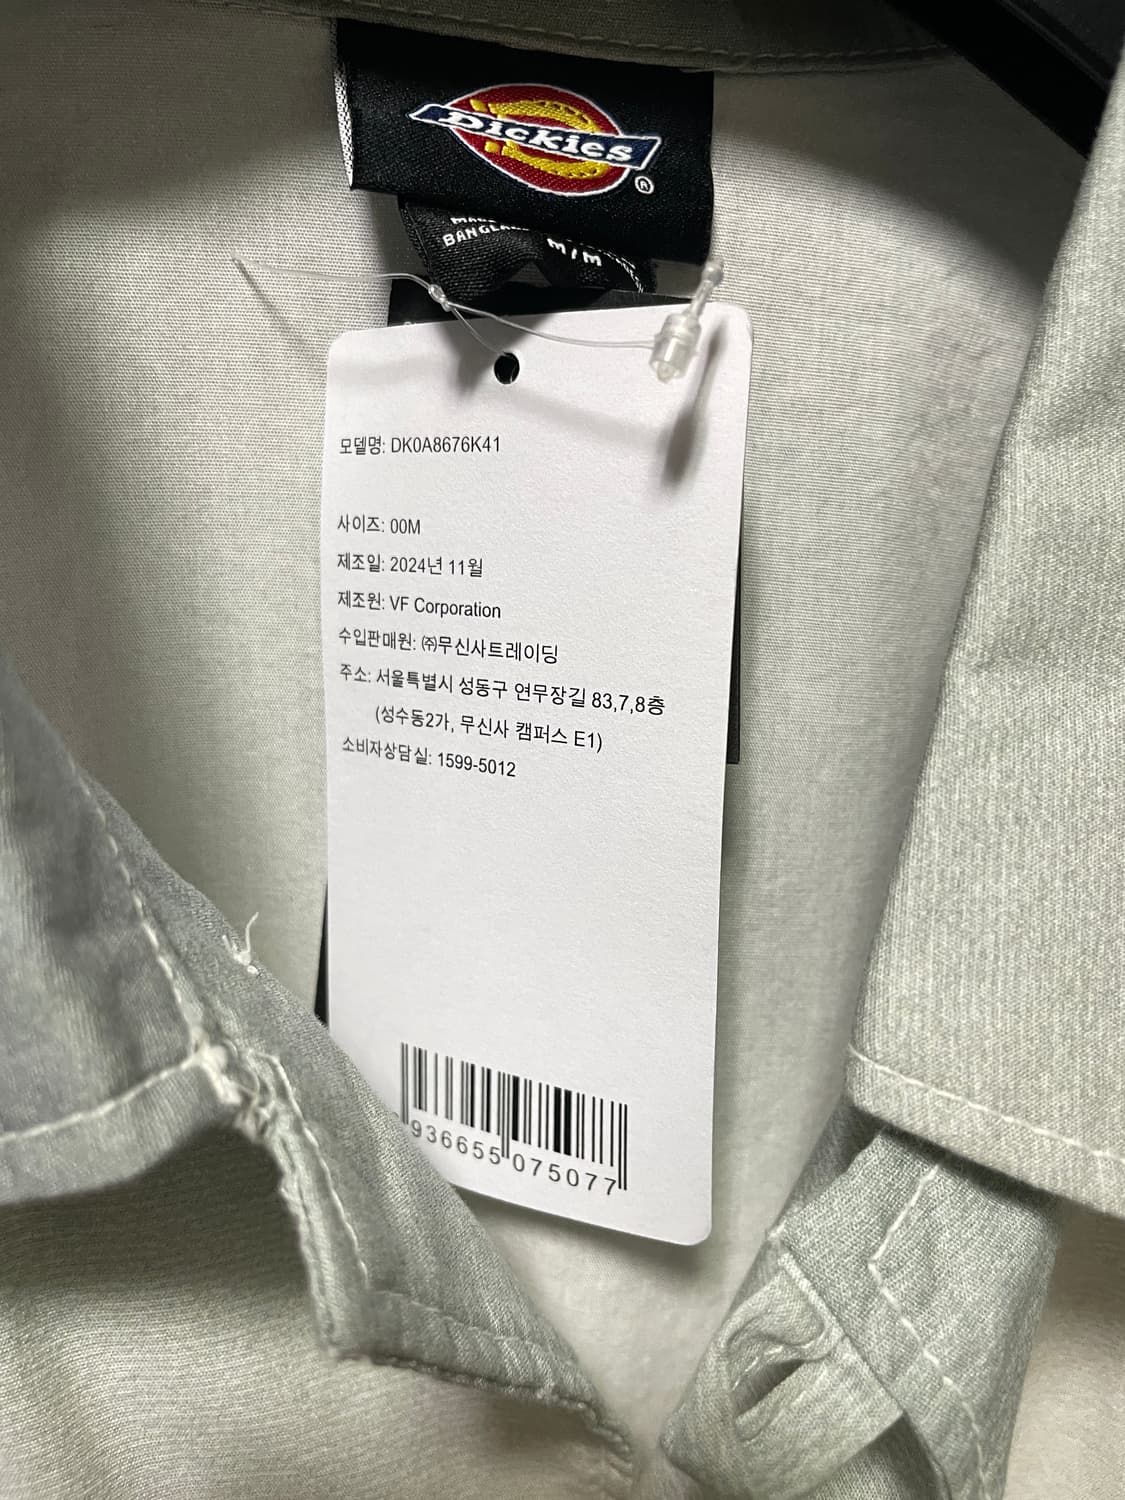 Dickies
®
BANGLA
M/M
모델명: DK0A8676K41
사이즈: 00M
제조일: 2024년 11월
제조원: VF Corporation
수입판매원: ㈜무신사트레이딩
주소: 서울특별시 성동구 연무장길 83,7,8층
(성수동2가, 무신사 캠퍼스 E1)
소비자상담실: 1599-5012
936655 075077